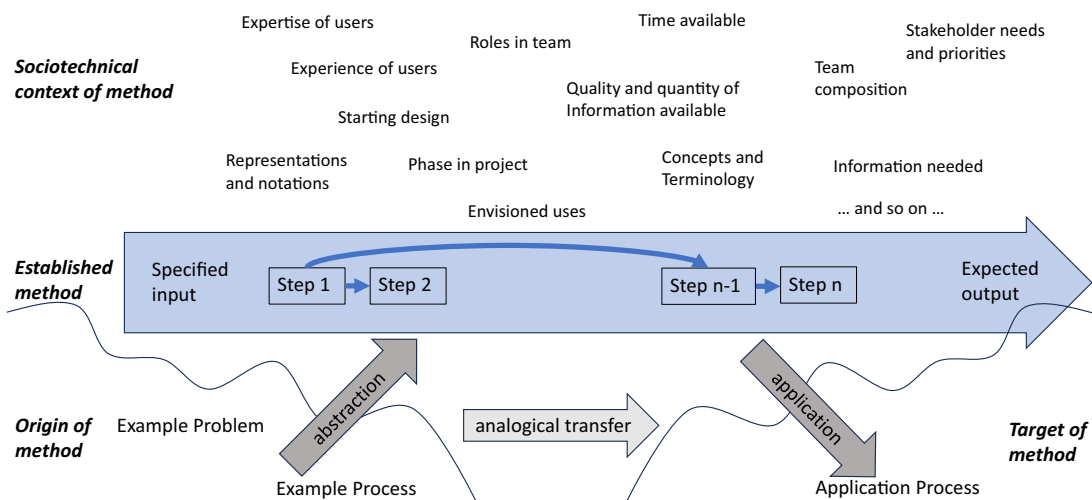 Expertise of users
Time available
Stakeholder needs
and priorities
Roles in team
Sociotechnical
context of method
Experience of users
Team
composition
Quality and quantity of
Information available
Starting design
Representations
and notations
Phase in project
Concepts and
Terminology
Information needed
Envisioned uses
... and so on ...
Established
method
Specified
input
Step 1
Step 2
Step n-1
Step n
Expected
output
abstraction
application
Origin of
method
Example Problem
analogical transfer
Target of
method
Example Process
Application Process